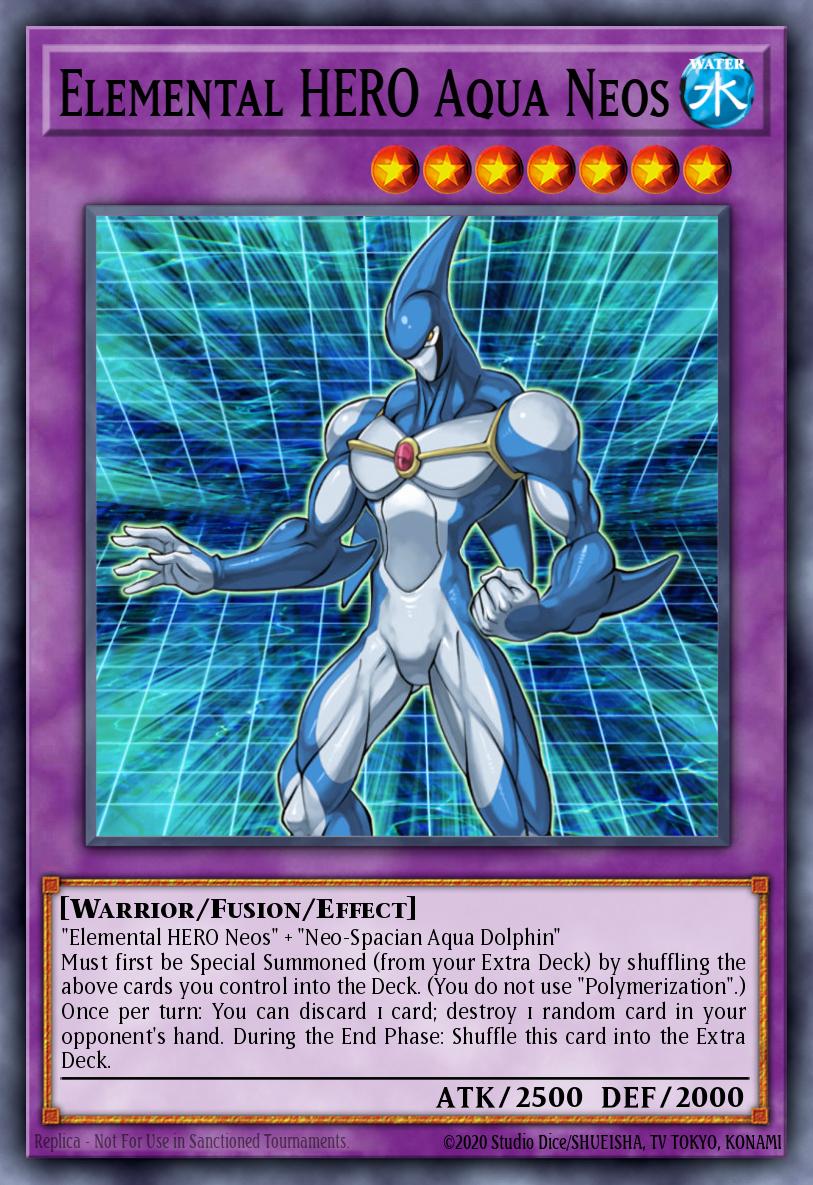 Elemental HERO Aqua Neos
WATER
水
[Warrior/Fusion/Effect]
"Elemental HERO Neos" + "Neo-Spacian Aqua Dolphin"
Must first be Special Summoned (from your Extra Deck) by shuffling the
above cards you control into the Deck. (You do not use "Polymerization".)
Once per turn: You can discard 1 card; destroy 1 random card in your
opponent's hand. During the End Phase: Shuffle this card into the Extra
Deck.
ATK/2500 DEF/2000
Replica - Not For Use in Sanctioned Tournaments.
©2020 Studio Dice/SHUEISHA, TV TOKYO, KONAMI